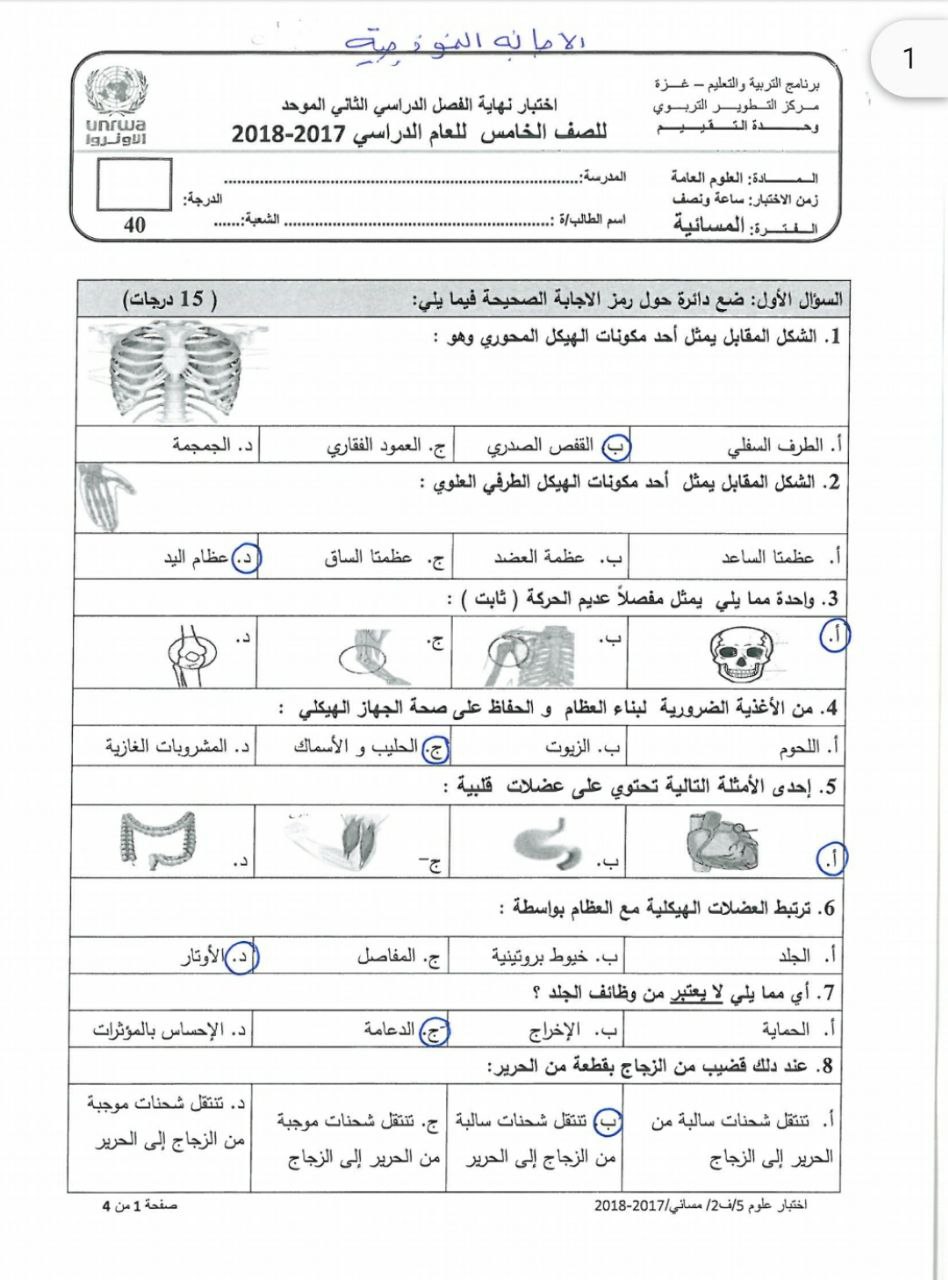 1
الاجابه النموذجية
برنامج التربية والتعليم – غـزة
مركز التطوير التربوي
وحدة التقييم
اختبار نهاية الفصل الدراسي الثاني الموحد
للصف الخامس للعام الدراسي 2017-2018
unrwa
الأونروا
المــادة: العلوم العامة
زمن الاختبار: ساعة ونصف
الفترة: المسائية
المدرسة:
اسم الطالب/ة : الشعبة:
الدرجة:
40
السؤال الأول: ضع دائرة حول رمز الاجابة الصحيحة فيما يلي: ( 15 درجات)
1. الشكل المقابل يمثل أحد مكونات الهيكل المحوري وهو :
أ. الطرف السفلي ب. القفص الصدري ج. العمود الفقاري د. الجمجمة
2. الشكل المقابل يمثل أحد مكونات الهيكل الطرفي العلوي :
أ. عظمتا الساعد ب. عظمة العضد ج. عظمتا الساق د. عظام اليد
3. واحدة مما يلي يمثل مفصلاً عديم الحركة ( ثابت ) :
أ. ب. ج. د.
4. من الأغذية الضرورية لبناء العظام و الحفاظ على صحة الجهاز الهيكلي :
أ. اللحوم ب. الزيوت ج. الحليب و الأسماك د. المشروبات الغازية
5. إحدى الأمثلة التالية تحتوي على عضلات قلبية :
أ. ب. ج- د.
6. ترتبط العضلات الهيكلية مع العظام بواسطة :
أ. الجلد ب. خيوط بروتينية ج. المفاصل د. الأوتار
7. أي مما يلي لا يعتبر من وظائف الجلد ؟
أ. الحماية ب. الإخراج ج. الدعامة د. الإحساس بالمؤثرات
8. عند دلك قضيب من الزجاج بقطعة من الحرير:
أ. تنتقل شحنات سالبة من
الحرير إلى الزجاج
ب. تنتقل شحنات سالبة
من الزجاج إلى الحرير
ج. تنتقل شحنات موجبة
من الحرير إلى الزجاج
د. تنتقل شحنات موجبة
من الزجاج إلى الحرير
اختبار علوم 5/ف2/ مسائي/2017-2018 صفحة 1 من 4